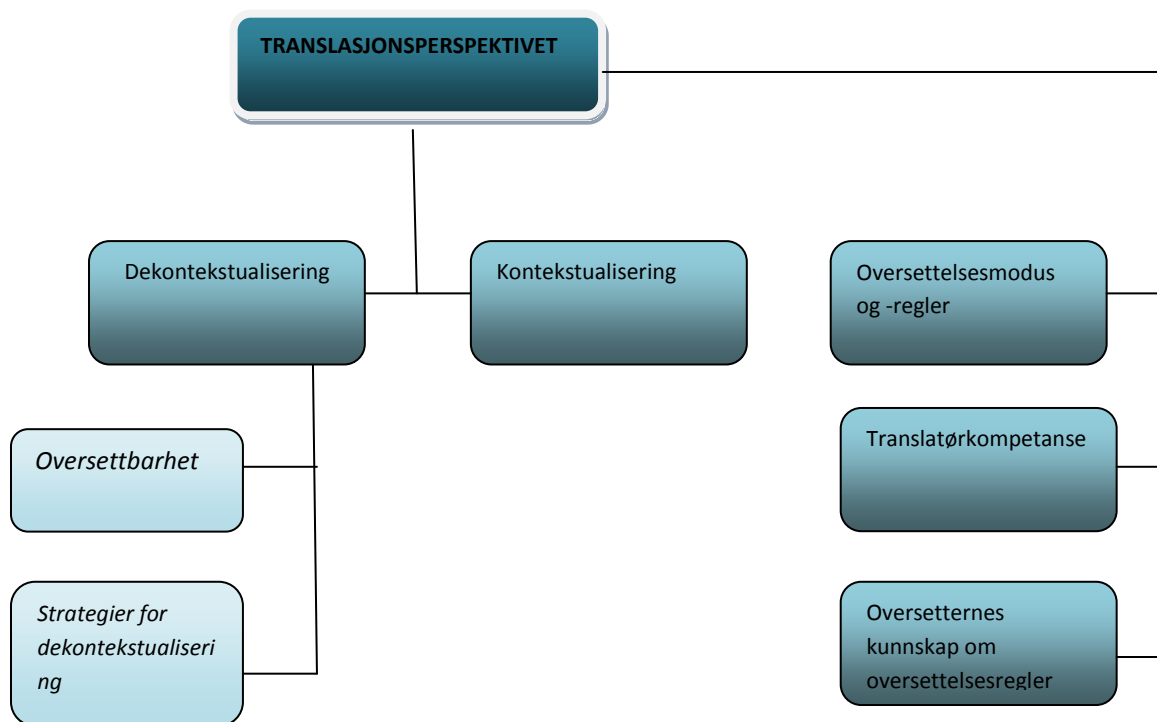 TRANSLASJONSPERSPEKTIVET
Dekontekstualisering
Kontekstualisering
Oversettelsesmodus
og -regler
Oversettbarhet
Translatørkompetanse
Strategier for
dekontekstualiseri
ng
Oversetternes
kunnskap om
oversettelsesregler